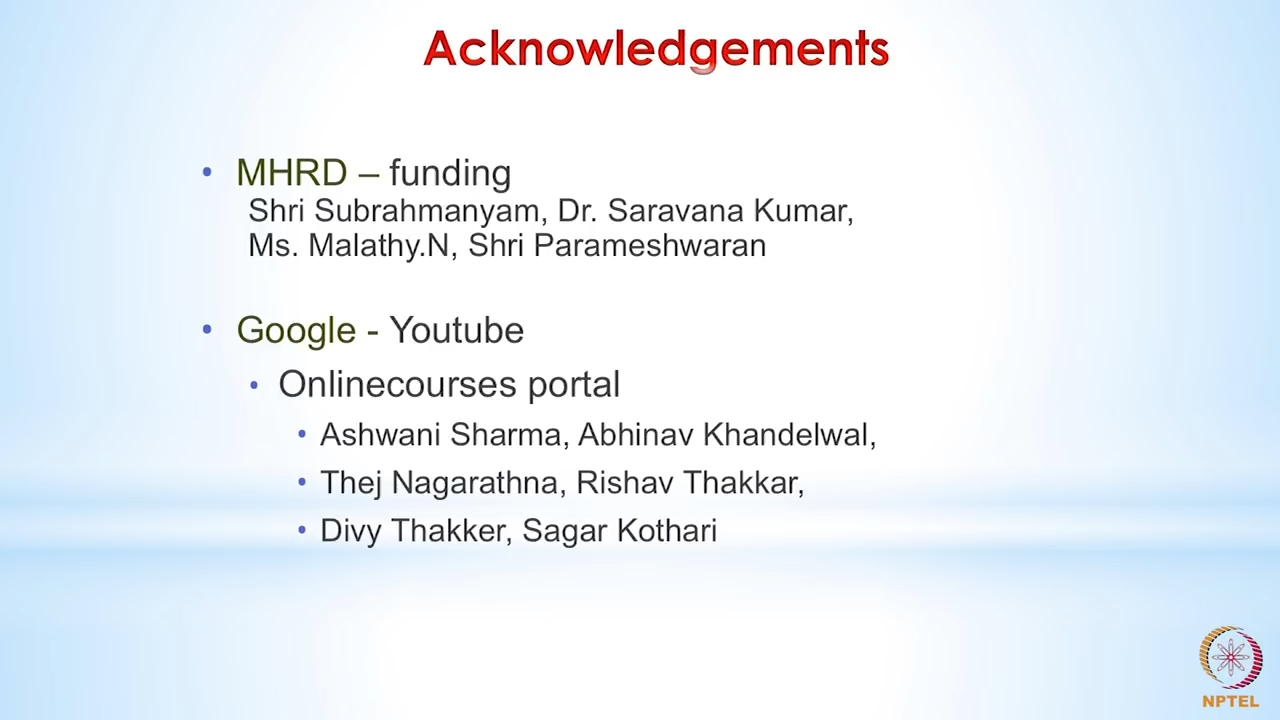 Acknowledgements
• MHRD – funding
Shri Subrahmanyam, Dr. Saravana Kumar,
Ms. Malathy.N, Shri Parameshwaran
• Google - Youtube
• Onlinecourses portal
• Ashwani Sharma, Abhinav Khandelwal,
• Thej Nagarathna, Rishav Thakkar,
• Divy Thakker, Sagar Kothari
NPTEL